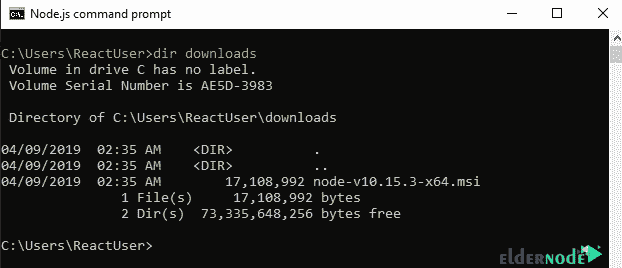 Node.js command prompt
C:\Users\ReactUser>dir downloads
Volume in drive C has no label.
Volume Serial Number is AE5D-3983
Directory of C:\Users\ReactUser\downloads
04/09/2019  02:35 AM    <DIR>          .
04/09/2019  02:35 AM    <DIR>          ..
04/09/2019  02:35 AM        17,108,992 node-v10.15.3-x64.msi
1 File(s)     17,108,992 bytes
2 Dir(s)  73,335,648,256 bytes free
C:\Users\ReactUser>
elderNode